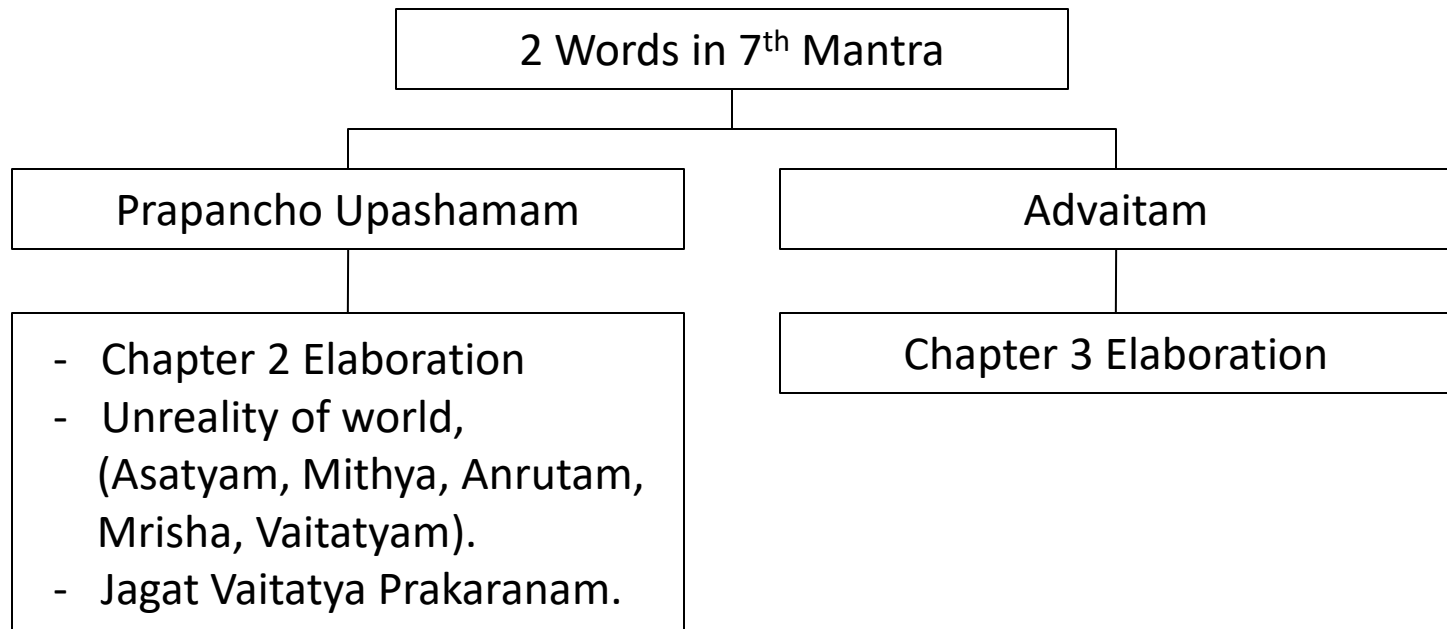 2 Words in 7th Mantra
Prapancho Upashamam
Advaitam
- Chapter 2 Elaboration
- Unreality of world,
(Asatyam, Mithya, Anrutam,
Mrisha, Vaitatyam).
- Jagat Vaitatya Prakaranam.
Chapter 3 Elaboration